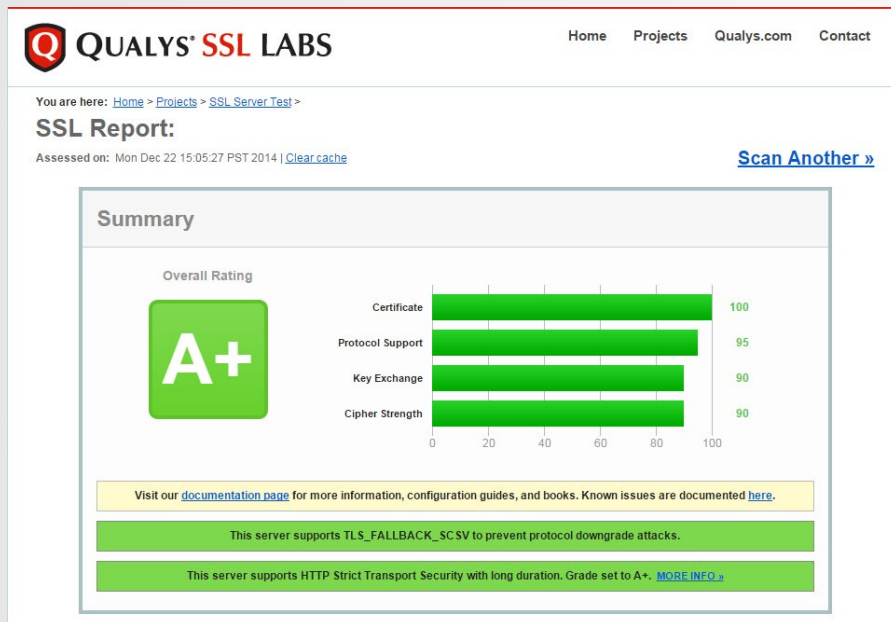 QUALYS® SSL LABS
Home Projects Qualys.com Contact
You are here: Home > Projects > SSL Server Test >
SSL Report:
Assessed on: Mon Dec 22 15:05:27 PST 2014 | Clear cache
Scan Another »
Summary
Overall Rating
A+
Certificate 100
Protocol Support 95
Key Exchange 90
Cipher Strength 90
0 20 40 60 80 100
Visit our documentation page for more information, configuration guides, and books. Known issues are documented here.
This server supports TLS_FALLBACK_SCSV to prevent protocol downgrade attacks.
This server supports HTTP Strict Transport Security with long duration. Grade set to A+. MORE INFO »